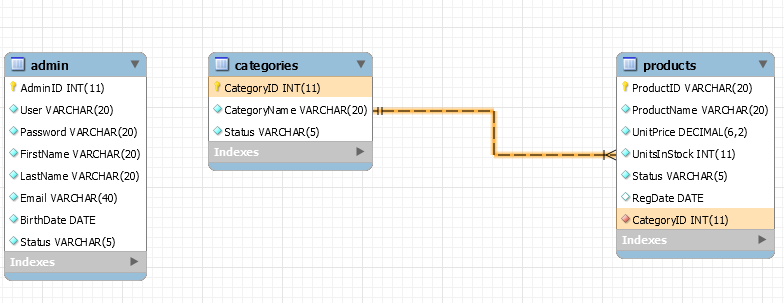 admin
AdminID INT(11)
User VARCHAR(20)
Password VARCHAR(20)
FirstName VARCHAR(20)
LastName VARCHAR(20)
Email VARCHAR(40)
BirthDate DATE
Status VARCHAR(5)
Indexes
categories
CategoryID INT(11)
CategoryName VARCHAR(20)
Status VARCHAR(5)
Indexes
products
ProductID VARCHAR(20)
ProductName VARCHAR(20)
UnitPrice DECIMAL(6,2)
UnitsInStock INT(11)
Status VARCHAR(5)
RegDate DATE
CategoryID INT(11)
Indexes